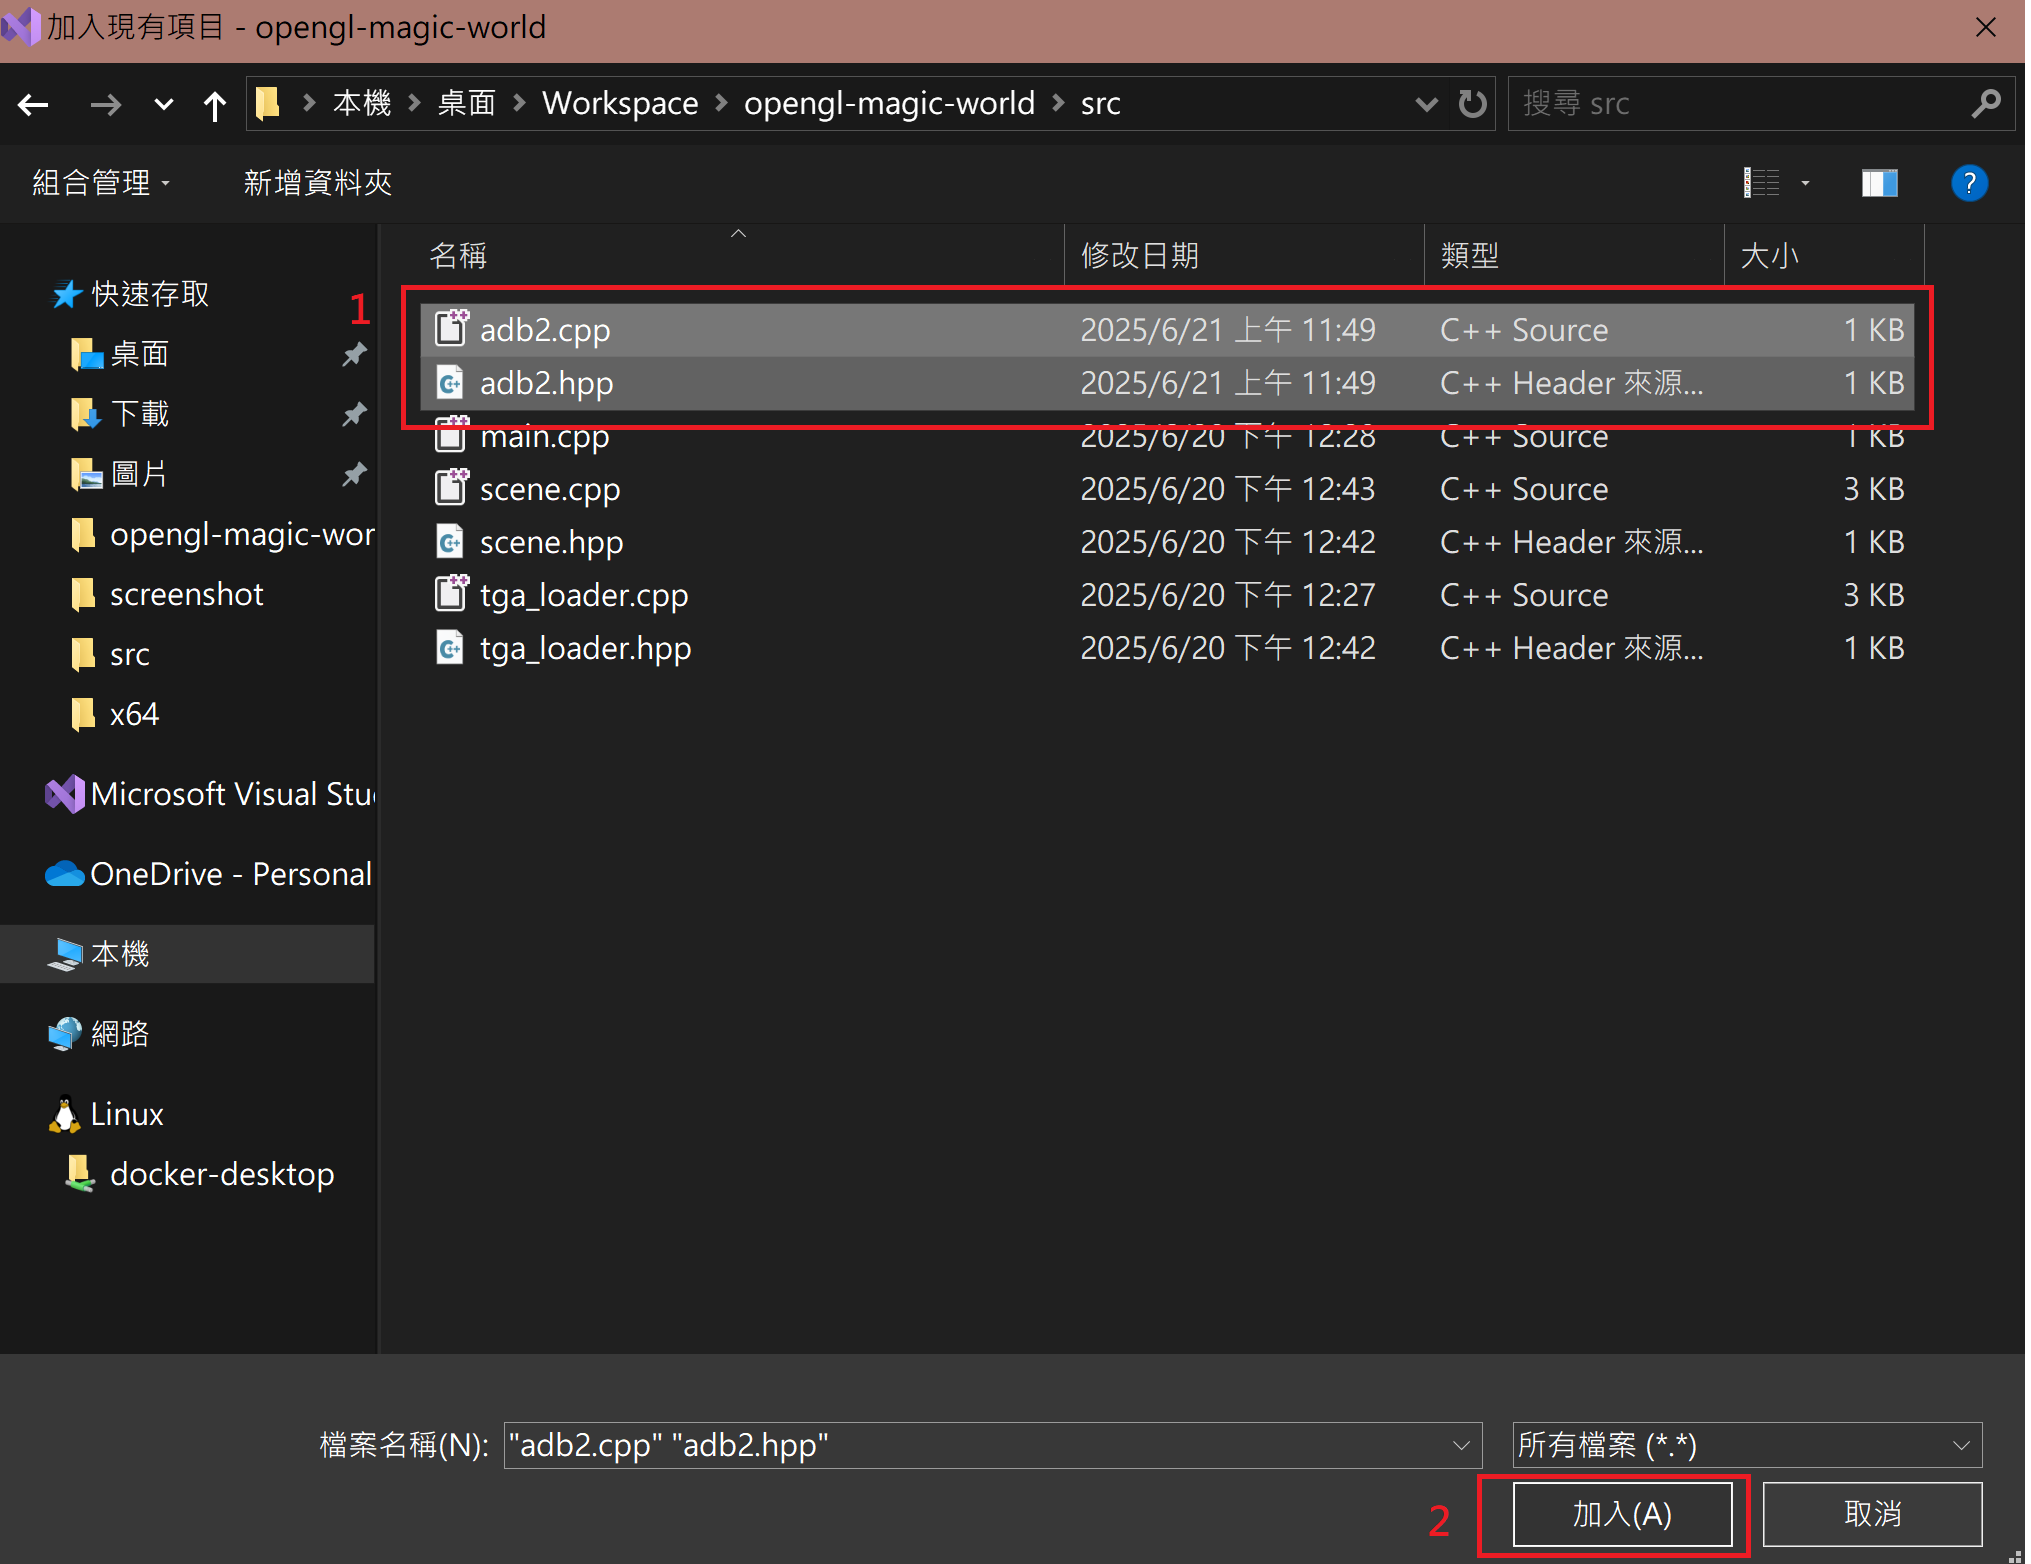 加入現有項目 - opengl-magic-world
本機 桌面 Workspace opengl-magic-world src
搜尋 src
組合管理 新增資料夾
?
名稱 修改日期 類型 大小
快速存取
桌面
下載
圖片
opengl-magic-wor
screenshot
src
x64
Microsoft Visual Stu
OneDrive - Personal
本機
網路
Linux
docker-desktop
1
adb2.cpp 2025/6/21 上午 11:49 C++ Source 1 KB
adb2.hpp 2025/6/21 上午 11:49 C++ Header 來源... 1 KB
main.cpp 2025/6/20 下午 12:28 C++ Source 1 KB
scene.cpp 2025/6/20 下午 12:43 C++ Source 3 KB
scene.hpp 2025/6/20 下午 12:42 C++ Header 來源... 1 KB
tga_loader.cpp 2025/6/20 下午 12:27 C++ Source 3 KB
tga_loader.hpp 2025/6/20 下午 12:42 C++ Header 來源... 1 KB
檔案名稱(N): "adb2.cpp" "adb2.hpp" 所有檔案 (*.*)
2 加入(A) 取消